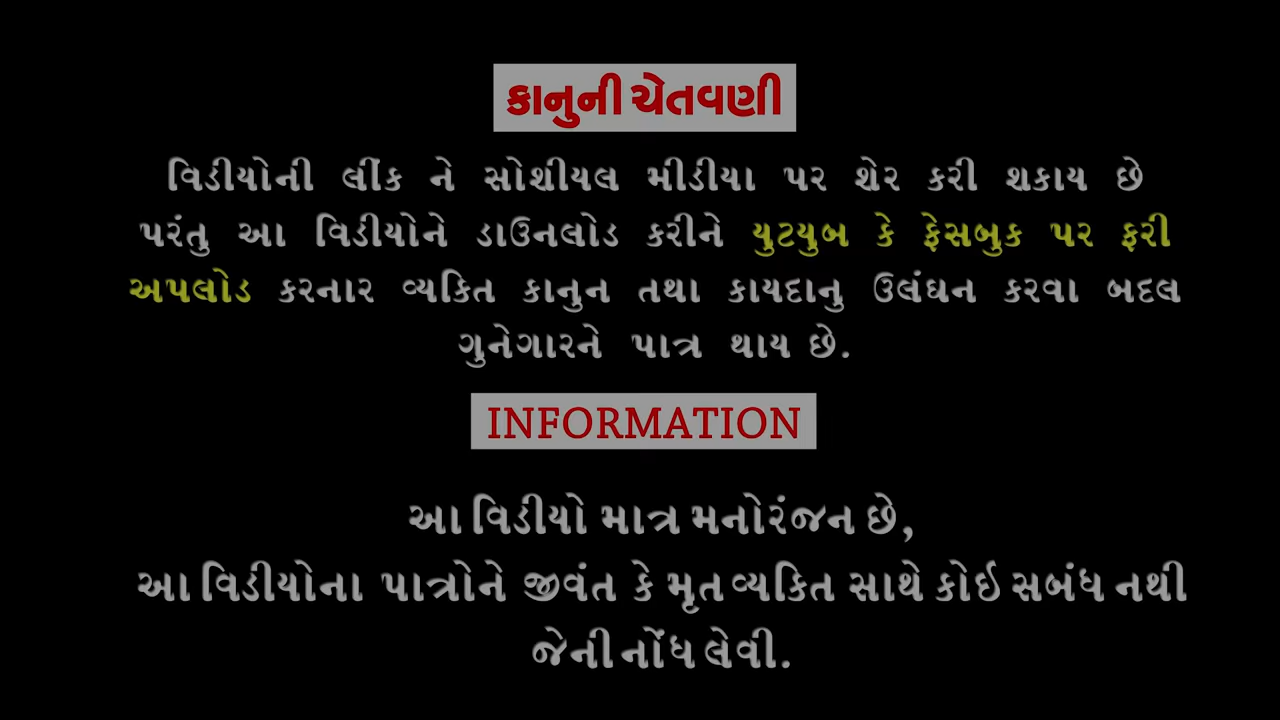 કાનુની ચેતવણી
વિડીયોની લીંક ને સોશીયલ મીડીયા પર શેર કરી શકાય છે
પરંતુ આ વિડીયોને ડાઉનલોડ કરીને યુટયુબ કે ફેસબુક પર ફરી
અપલોડ કરનાર વ્યકિત કાનુન તથા કાયદાનુ ઉલંઘન કરવા બદલ
ગુનેગારને પાત્ર થાય છે.
INFORMATION
આ વિડીયો માત્ર મનોરંજન છે,
આ વિડીયોના પાત્રોને જીવંત કે મૃત વ્યકિત સાથે કોઇ સબંધ નથી
જેની નોંધ લેવી.